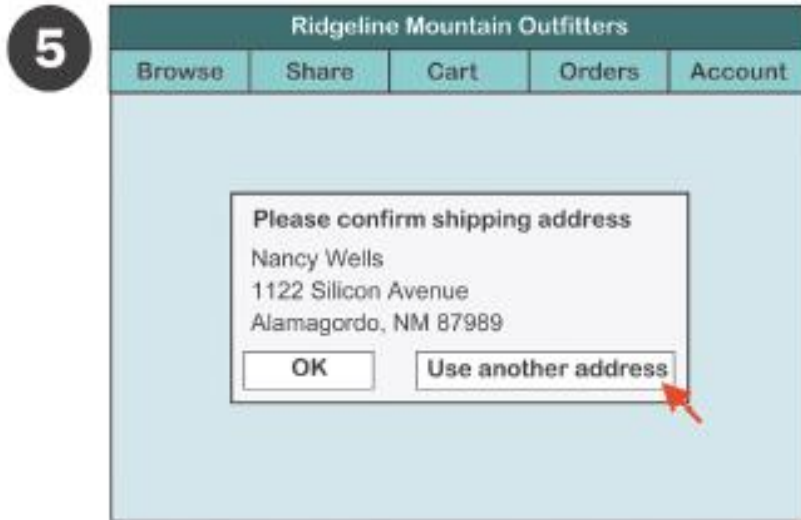 5
Ridgeline Mountain Outfitters
Browse Share Cart Orders Account
Please confirm shipping address
Nancy Wells
1122 Silicon Avenue
Alamagordo, NM 87989
OK Use another address